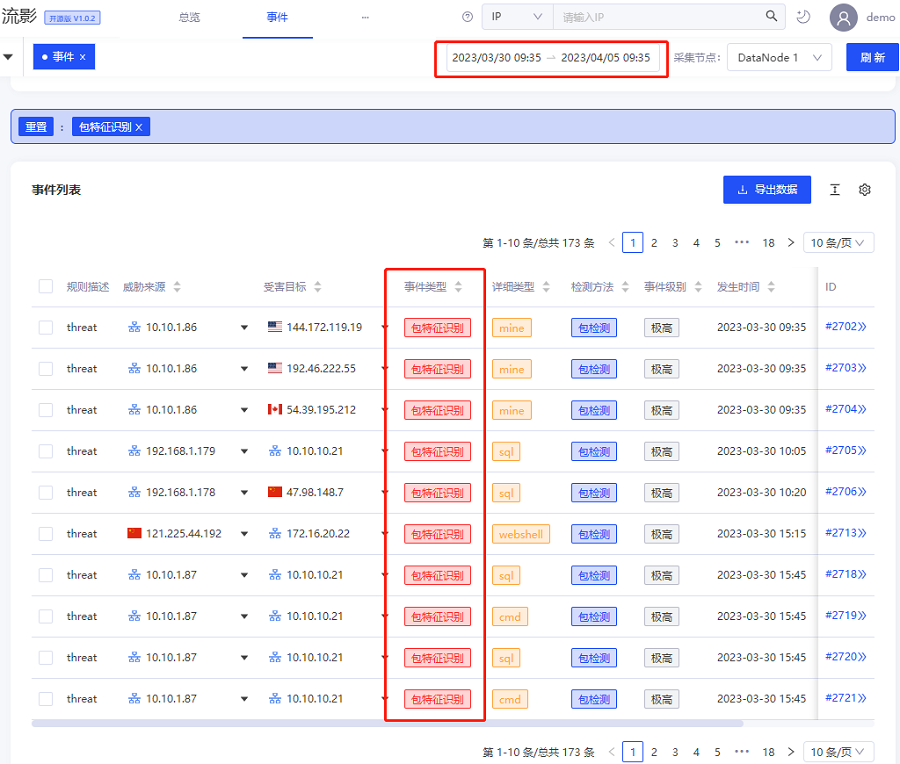 流影 开源版 V1.0.2 总览 事件 ... IP 请输入IP demo
事件 × 2023/03/30 09:35 → 2023/04/05 09:35 采集节点: DataNode 1 刷 新
重置 : 包特征识别 ×
事件列表 导出数据
第 1-10 条/总共 173 条 < 1 2 3 4 5 ••• 18 > 10 条/页
规则描述 威胁来源 受害目标 事件类型 详细类型 检测方法 事件级别 发生时间 ID
threat 10.10.1.86 144.172.119.19 包特征识别 mine 包检测 极高 2023-03-30 09:35 #2702
threat 10.10.1.86 192.46.222.55 包特征识别 mine 包检测 极高 2023-03-30 09:35 #2703
threat 10.10.1.86 54.39.195.212 包特征识别 mine 包检测 极高 2023-03-30 09:35 #2704
threat 192.168.1.179 10.10.10.21 包特征识别 sql 包检测 极高 2023-03-30 10:05 #2705
threat 192.168.1.178 47.98.148.7 包特征识别 sql 包检测 极高 2023-03-30 10:20 #2706
threat 121.225.44.192 172.16.20.22 包特征识别 webshell 包检测 极高 2023-03-30 15:15 #2713
threat 10.10.1.87 10.10.10.21 包特征识别 sql 包检测 极高 2023-03-30 15:45 #2718
threat 10.10.1.87 10.10.10.21 包特征识别 cmd 包检测 极高 2023-03-30 15:45 #2719
threat 10.10.1.87 10.10.10.21 包特征识别 sql 包检测 极高 2023-03-30 15:45 #2720
threat 10.10.1.87 10.10.10.21 包特征识别 cmd 包检测 极高 2023-03-30 15:45 #2721
第 1-10 条/总共 173 条 < 1 2 3 4 5 ••• 18 > 10 条/页